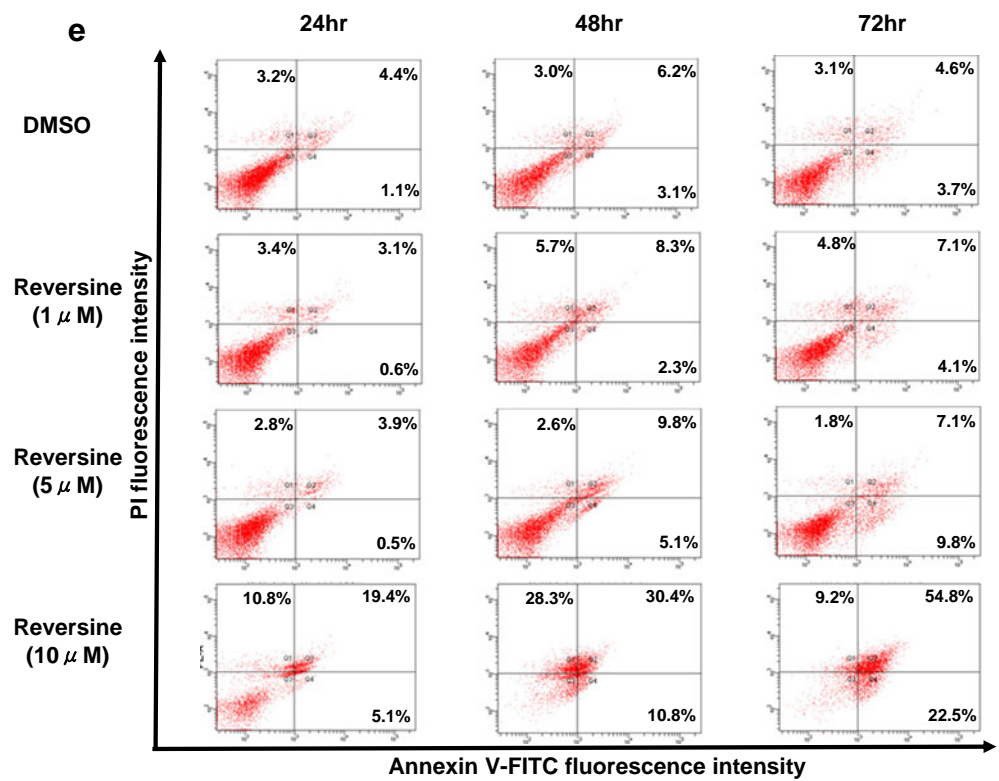 e
24hr 48hr 72hr
DMSO
3.2% 4.4% 3.0% 6.2% 3.1% 4.6%
1.1% 3.1% 3.7%
Reversine
(1 μ M)
3.4% 3.1% 5.7% 8.3% 4.8% 7.1%
0.6% 2.3% 4.1%
Reversine
(5 μ M)
2.8% 3.9% 2.6% 9.8% 1.8% 7.1%
0.5% 5.1% 9.8%
Reversine
(10 μ M)
10.8% 19.4% 28.3% 30.4% 9.2% 54.8%
5.1% 10.8% 22.5%
PI fluorescence intensity
Annexin V-FITC fluorescence intensity